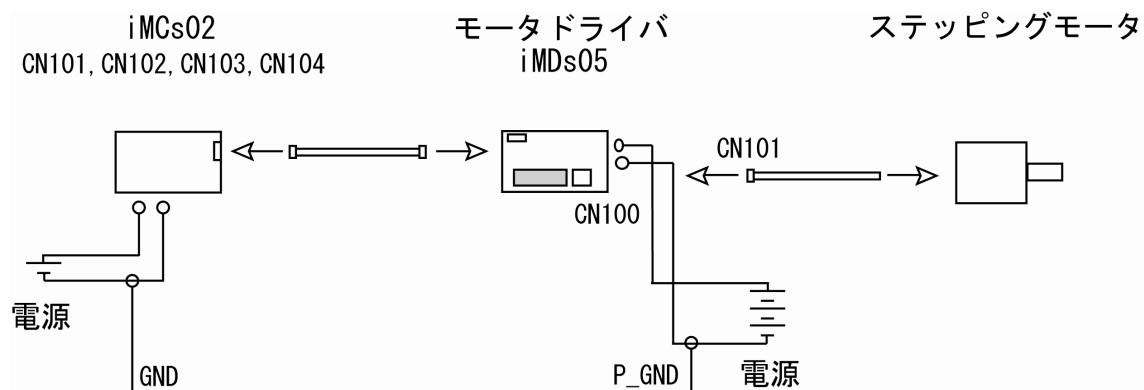 iMCs02
CN101, CN102, CN103, CN104
モータドライバ
iMDs05
ステッピングモータ
CN101
CN100
電源
GND
P_GND
電源